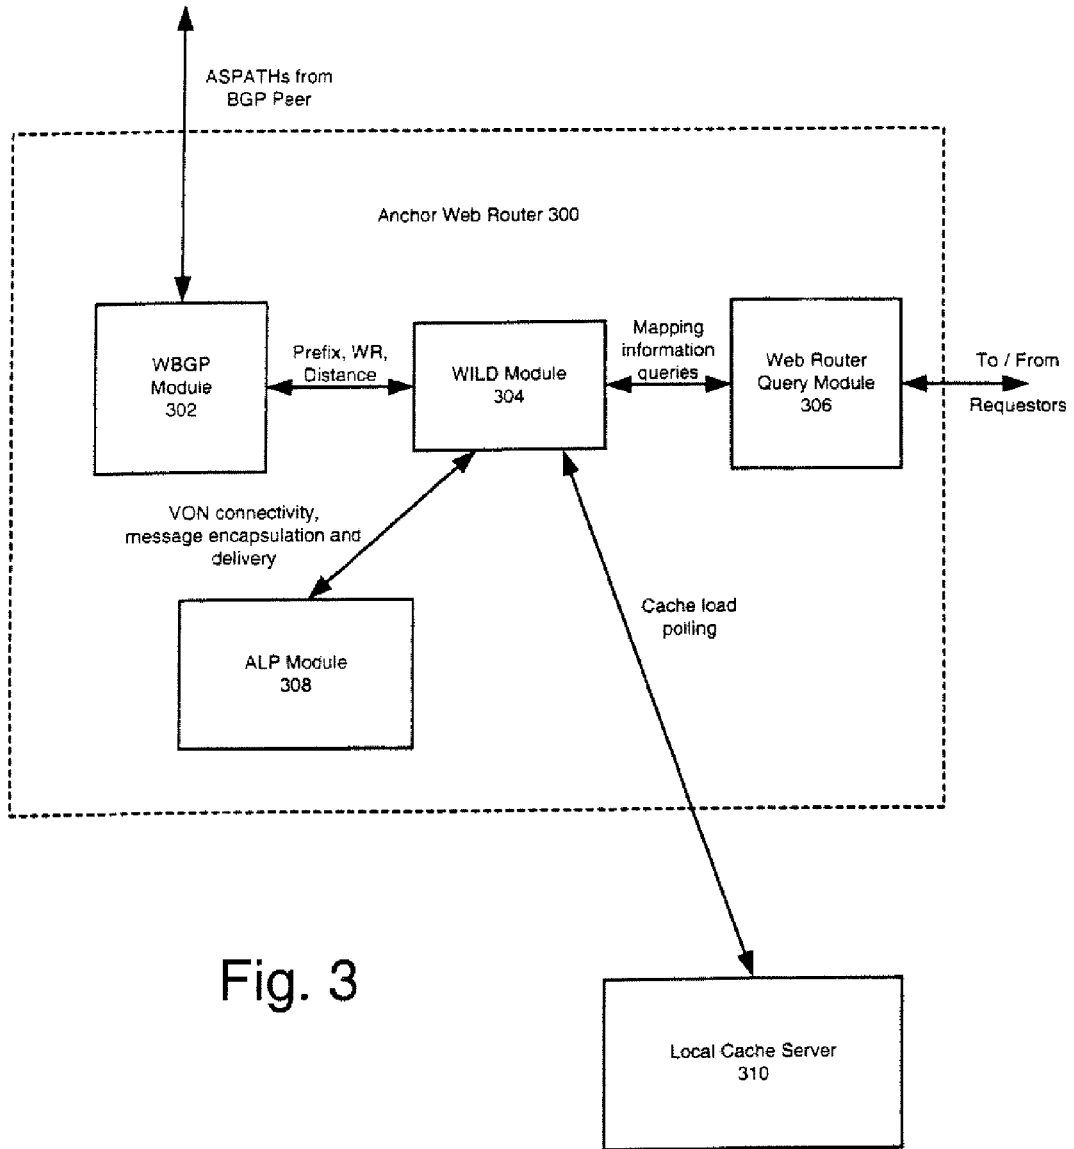 ASPATHs from
BGP Peer
Anchor Web Router 300
WBGP
Module
302
Prefix, WR,
Distance
WILD Module
304
Mapping
information
queries
Web Router
Query Module
306
To / From
Requestors
VON connectivity,
message encapsulation and
delivery
ALP Module
308
Cache load
polling
Fig. 3
Local Cache Server
310